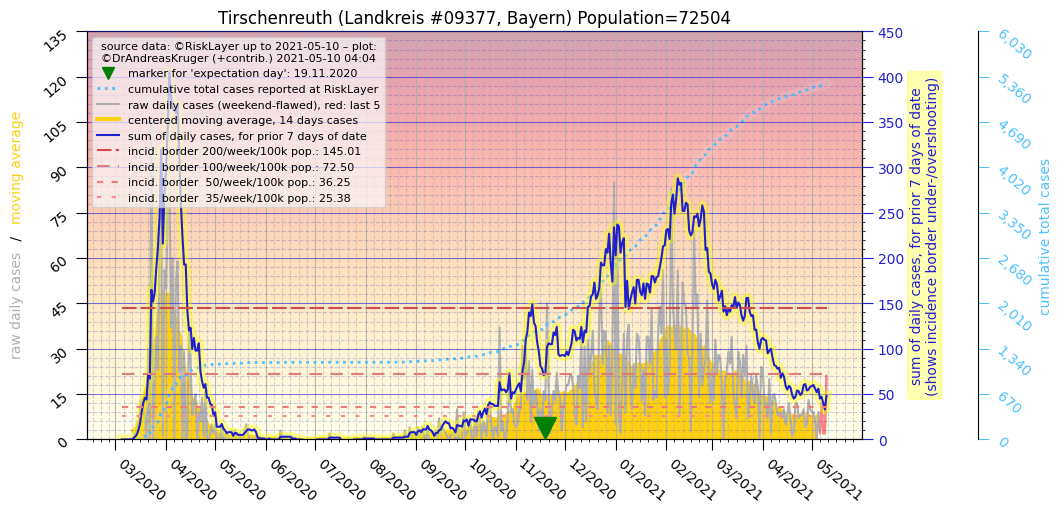 Tirschenreuth (Landkreis #09377, Bayern) Population=72504
source data: ©RiskLayer up to 2021-05-10 – plot:
©DrAndreasKruger (+contrib.) 2021-05-10 04:04
marker for 'expectation day': 19.11.2020
cumulative total cases reported at RiskLayer
raw daily cases (weekend-flawed), red: last 5
centered moving average, 14 days cases
sum of daily cases, for prior 7 days of date
incid. border 200/week/100k pop.: 145.01
incid. border 100/week/100k pop.: 72.50
incid. border  50/week/100k pop.: 36.25
incid. border  35/week/100k pop.: 25.38
raw daily cases / moving average
135
120
105
90
75
60
45
30
15
0
03/2020
04/2020
05/2020
06/2020
07/2020
08/2020
09/2020
10/2020
11/2020
12/2020
01/2021
02/2021
03/2021
04/2021
05/2021
450
400
350
300
250
200
150
100
50
0
sum of daily cases, for prior 7 days of date
(shows incidence border under-/overshooting)
6,030
5,360
4,690
4,020
3,350
2,680
2,010
1,340
670
0
cumulative total cases